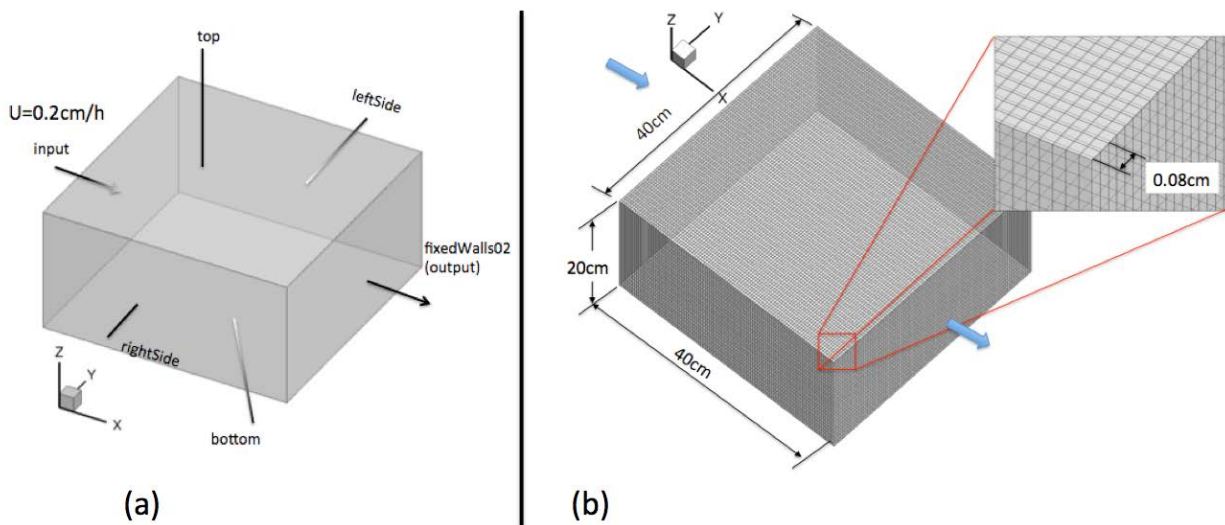 top
leftSide
U=0.2cm/h
input
fixedWalls02
(output)
rightSide
bottom
Z
Y
X
(a)
Z
Y
X
40cm
0.08cm
20cm
40cm
(b)